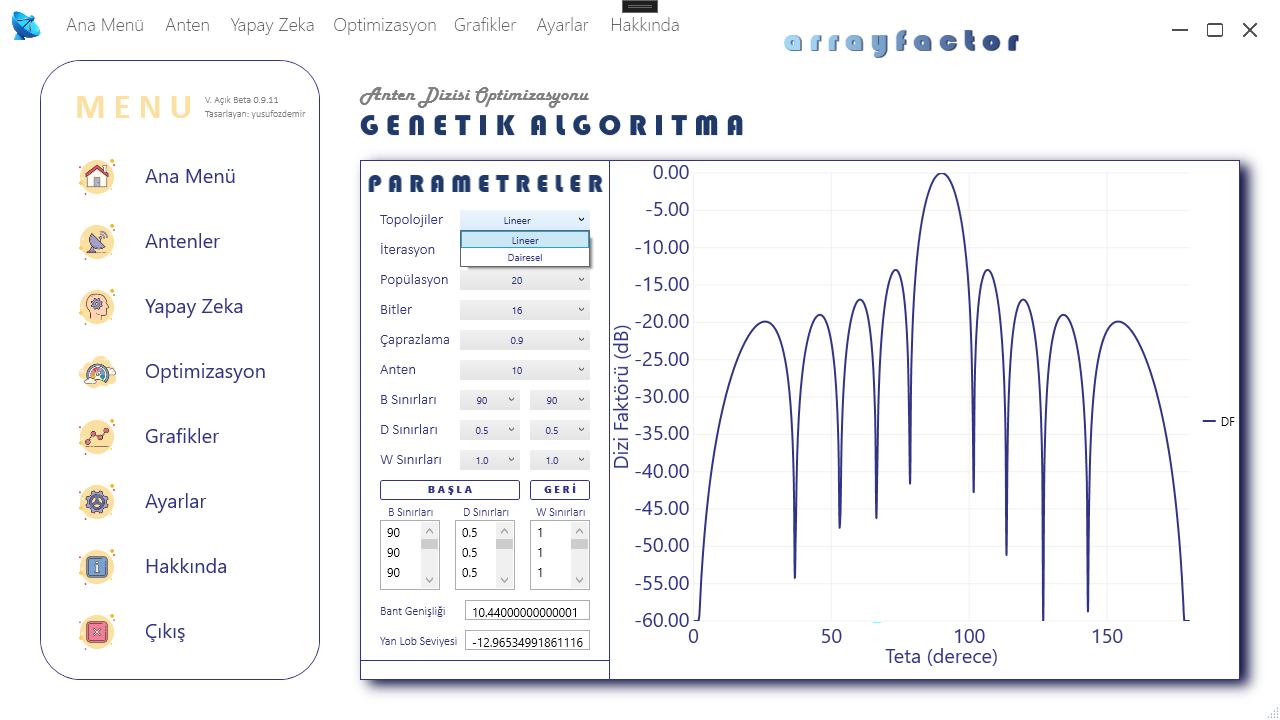 Ana Menü Anten Yapay Zeka Optimizasyon Grafikler Ayarlar Hakkında
arrayfactor
MENU
V. Açık Beta 0.9.11
Tasarlayan: yusufozdemir
Ana Menü
Antenler
Yapay Zeka
Optimizasyon
Grafikler
Ayarlar
Hakkında
Çıkış
Anten Dizisi Optimizasyonu
GENETIK ALGORITMA
PARAMETRELER
Topolojiler Lineer
Lineer
İterasyon
Dairesel
Popülasyon 20
Bitler 16
Çaprazlama 0.9
Anten 10
B Sınırları 90 90
D Sınırları 0.5 0.5
W Sınırları 1.0 1.0
BAŞLA GERİ
B Sınırları D Sınırları W Sınırları
90 0.5 1
90 0.5 1
90 0.5 1
Bant Genişliği 10.44000000000001
Yan Lob Seviyesi -12.96534991861116
Dizi Faktörü (dB)
0.00
-5.00
-10.00
-15.00
-20.00
-25.00
-30.00
-35.00
-40.00
-45.00
-50.00
-55.00
-60.00
0 50 100 150
Teta (derece)
DF